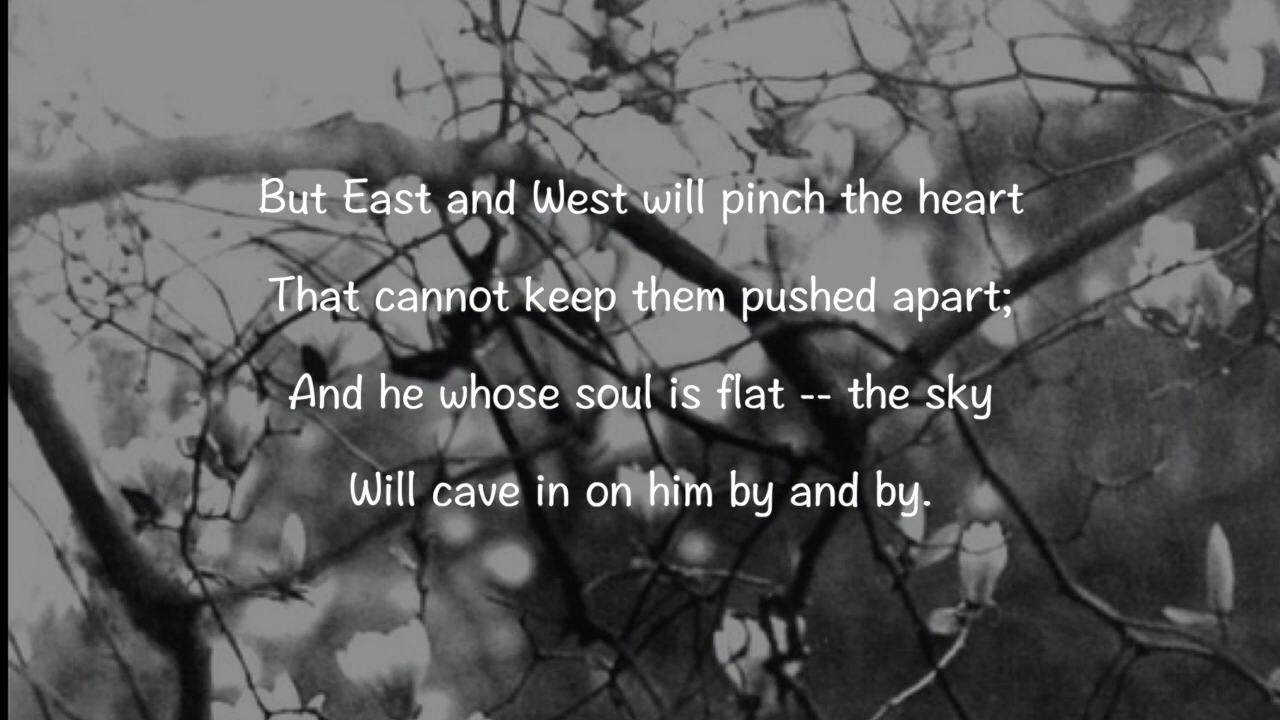 But East and West will pinch the heart
That cannot keep them pushed apart;
And he whose soul is flat -- the sky
Will cave in on him by and by.